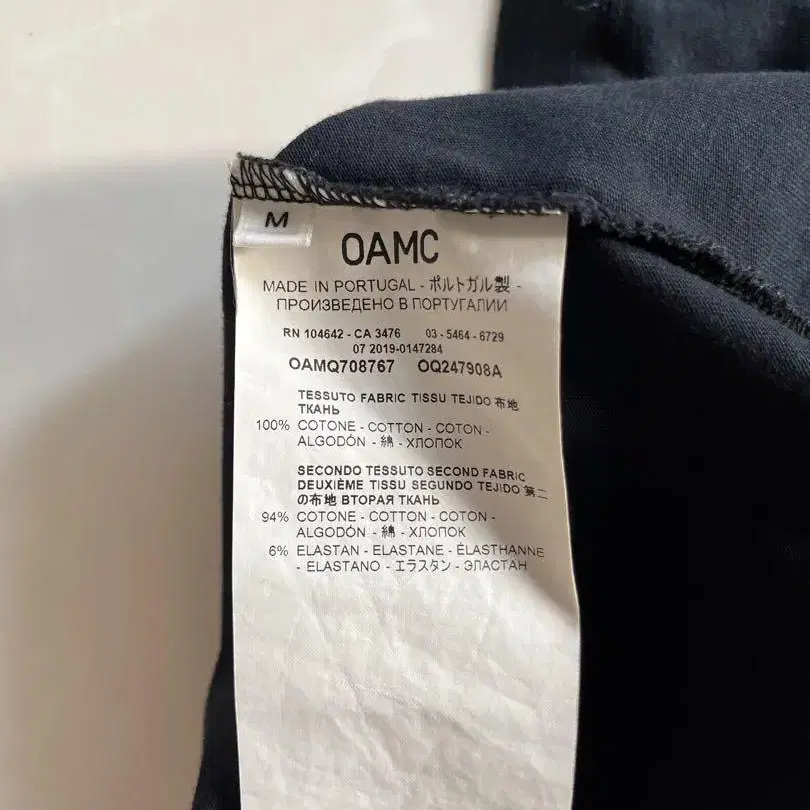 M
OAMC
MADE IN PORTUGAL - ポルトガル製 -
ПРОИЗВЕДЕНО В ПОРТУГАЛИИ
RN 104642 - CA 3476 03 - 5464 - 6729
07 2019-0147284
OAMQ708767 OQ247908A
TESSUTO FABRIC TISSU TEJIDO 布地
ТКАНЬ
100% COTONE - COTTON - COTON -
ALGODÓN - 綿 - ХЛОПОК
SECONDO TESSUTO SECOND FABRIC
DEUXIÈME TISSU SEGUNDO TEJIDO 第二
の布地 ВТОРАЯ ТКАНЬ
94% COTONE - COTTON - COTON -
ALGODÓN - 綿 - ХЛОПОК
6% ELASTAN - ELASTANE - ÉLASTHANNE
- ELASTANO - エラスタン - ЭЛАСТАН